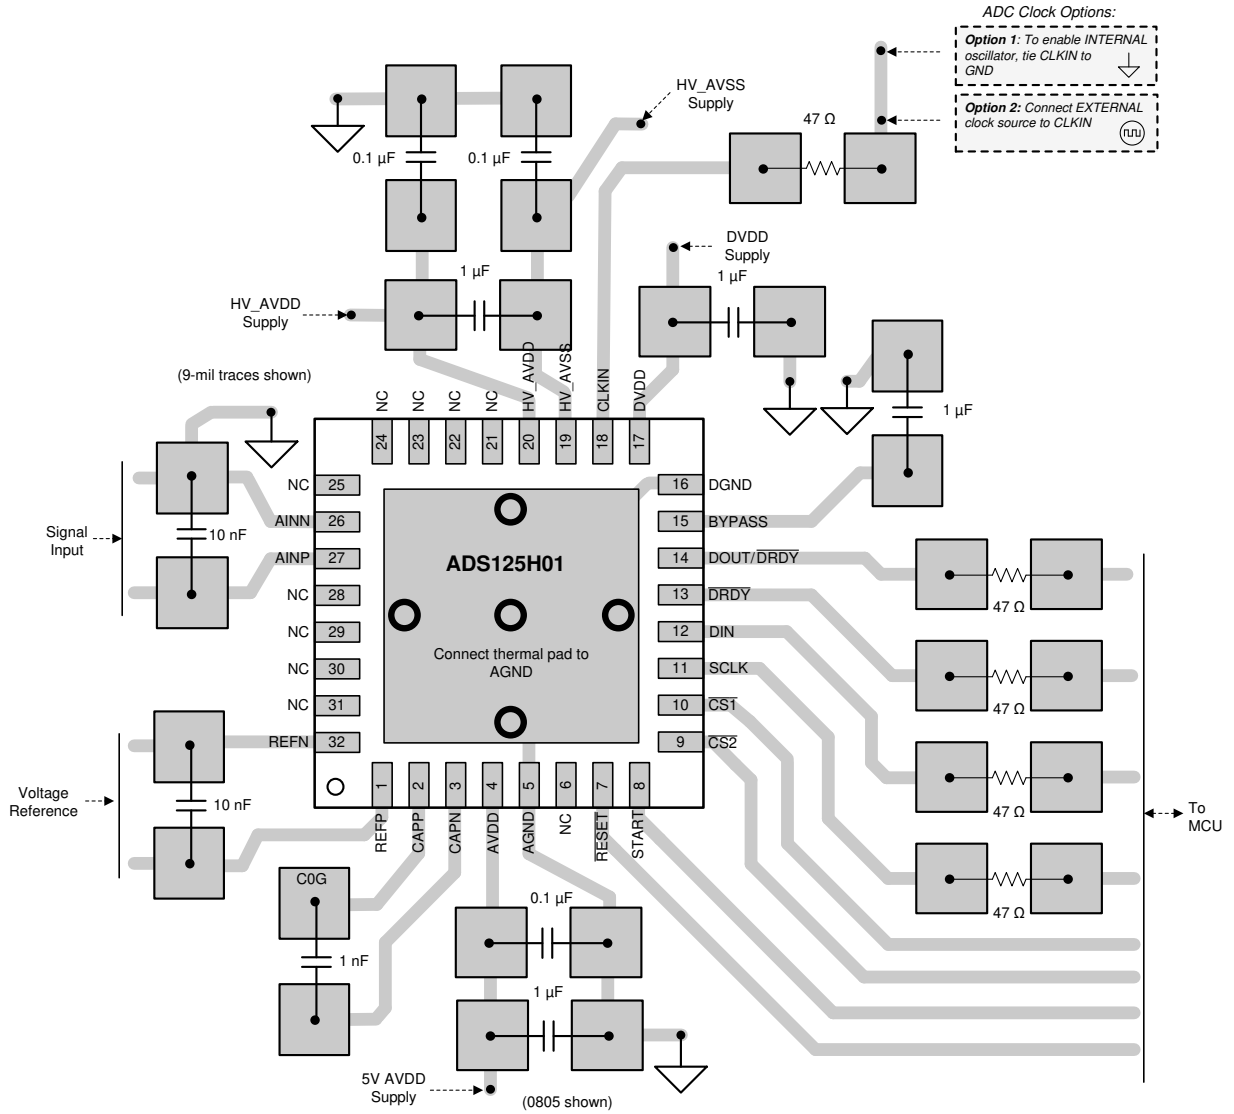 ADC Clock Options:
Option 1: To enable INTERNAL
oscillator, tie CLKIN to
GND
Option 2: Connect EXTERNAL
clock source to CLKIN
HV_AVSS
Supply
47 Ω
0.1 µF
0.1 µF
DVDD
Supply
1 µF
1 µF
HV_AVDD
Supply
(9-mil traces shown)
1 µF
NC
NC
NC
NC
HV_AVDD
HV_AVSS
CLKIN
DVDD
24
23
22
21
20
19
18
17
NC 25
AINN 26
AINP 27
NC 28
NC 29
NC 30
NC 31
REFN 32
Signal
Input
10 nF
Voltage
Reference
10 nF
ADS125H01
Connect thermal pad to
AGND
16 DGND
15 BYPASS
14 DOUT/DRDY
13 DRDY
12 DIN
11 SCLK
10 CS1
9 CS2
47 Ω
47 Ω
47 Ω
47 Ω
To
MCU
1
2
3
4
5
6
7
8
REFP
CAPP
CAPN
AVDD
AGND
NC
RESET
START
C0G
1 nF
0.1 µF
1 µF
5V AVDD
Supply
(0805 shown)